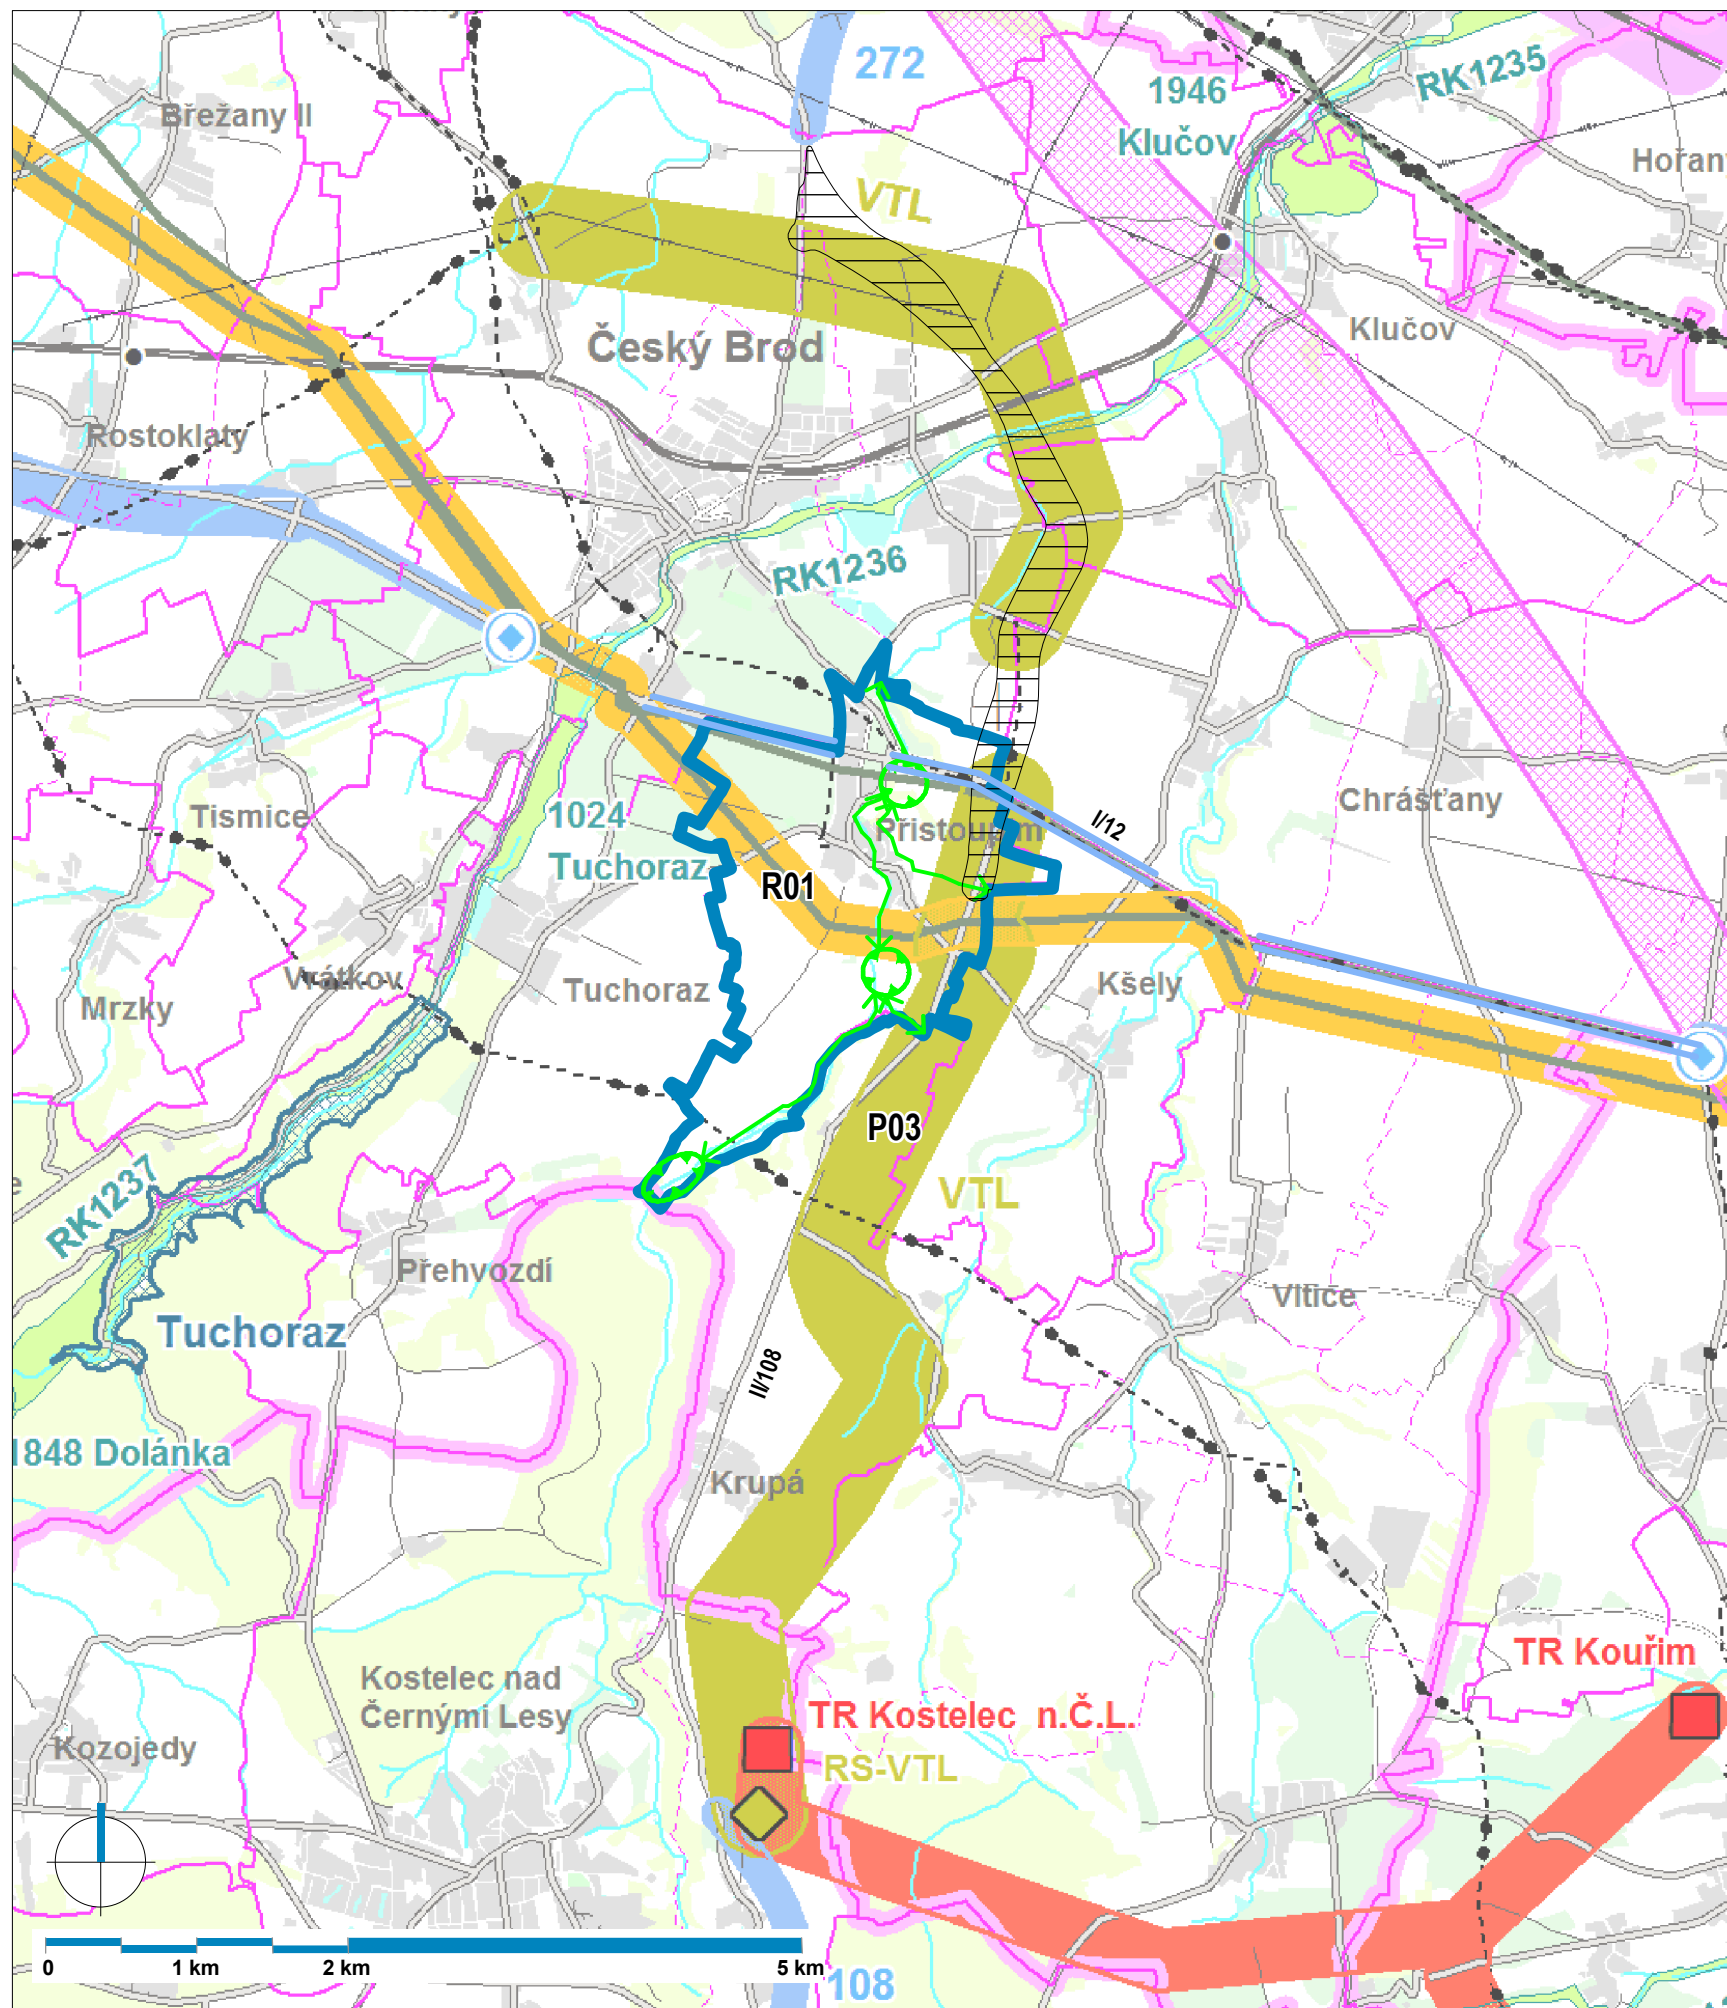 272
RK1235
1946
Klučov
Břežany II
VTL
Hořany
Klučov
Český Brod
Rostoklaty
RK1236
Tismice
1024
Tuchoraz
Přistoupim
I/12
Chrášťany
R01
Vrátkov
Tuchoraz
Mrzky
Kšely
P03
RK1237
VTL
Přehvozdí
Vitice
Tuchoraz
II/108
1848 Dolánka
Krupá
TR Kouřim
Kostelec nad
Černými Lesy
TR Kostelec n.Č.L.
Kozojedy
RS-VTL
0
1 km
2 km
5 km
108